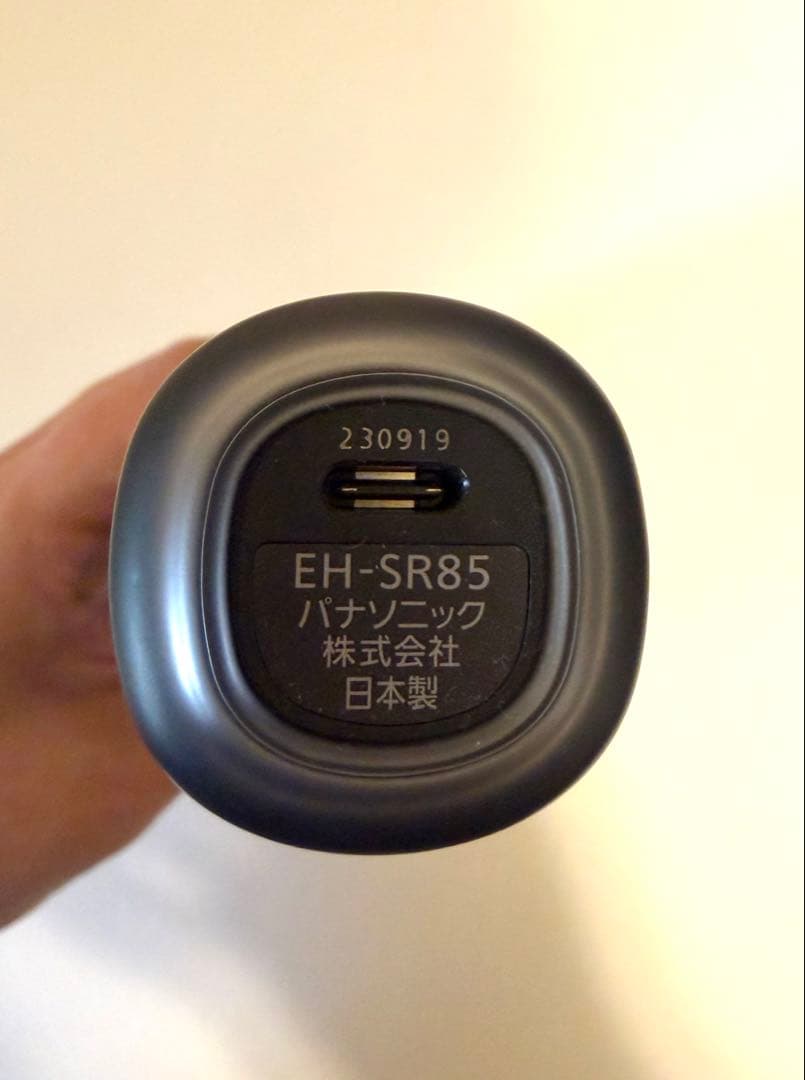 230919
EH-SR85
パナソニック
株式会社
日本製